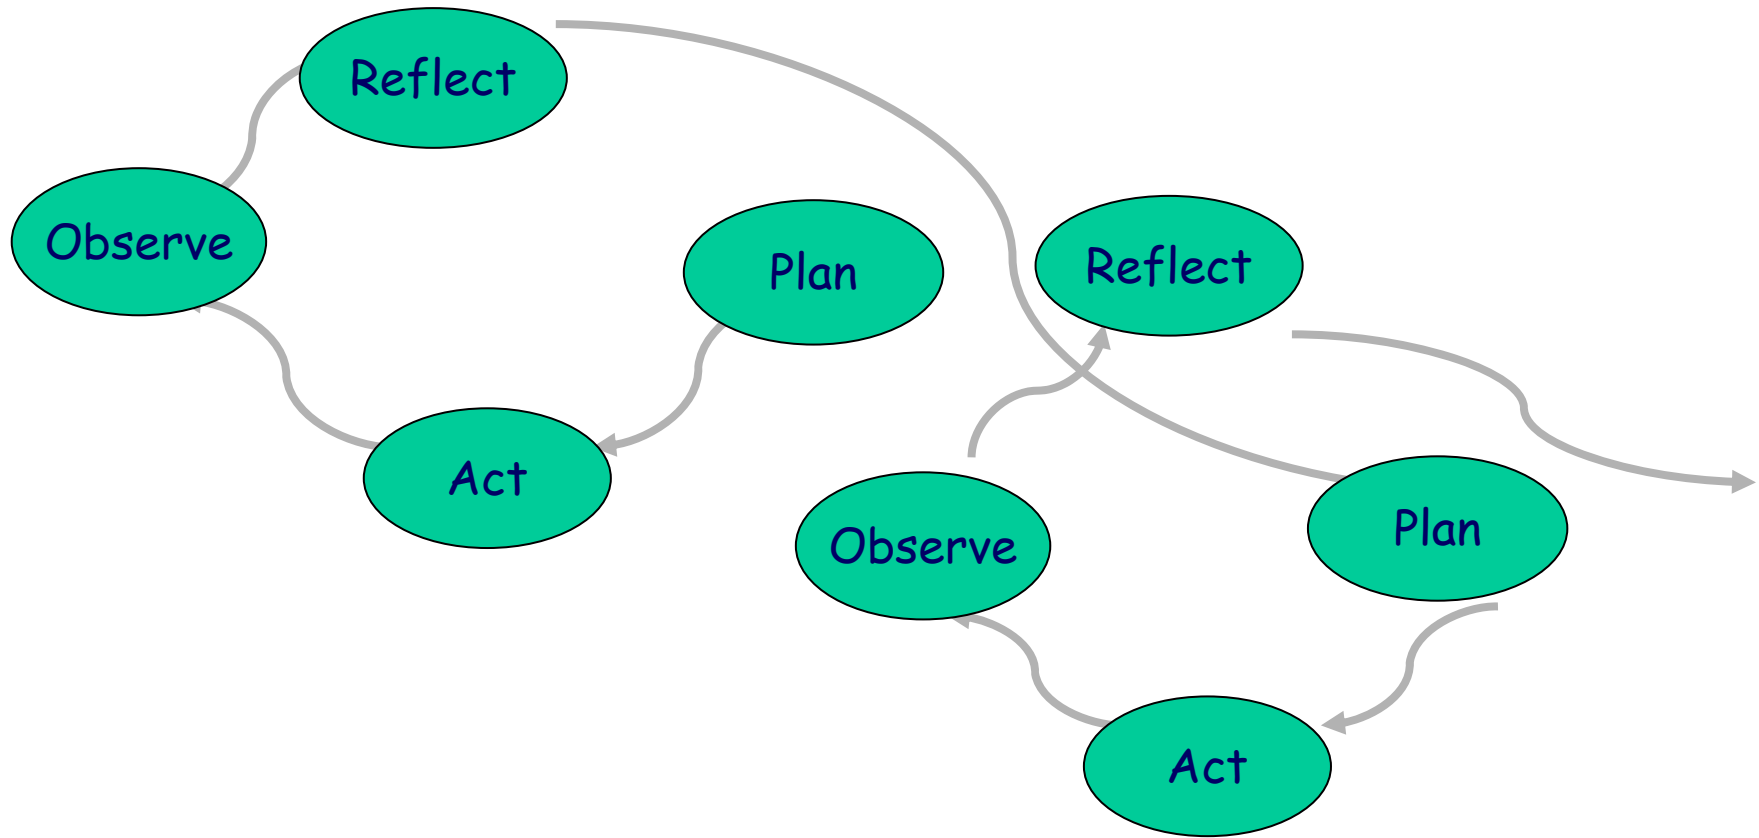 Reflect
Observe
Plan
Reflect
Act
Observe
Plan
Act